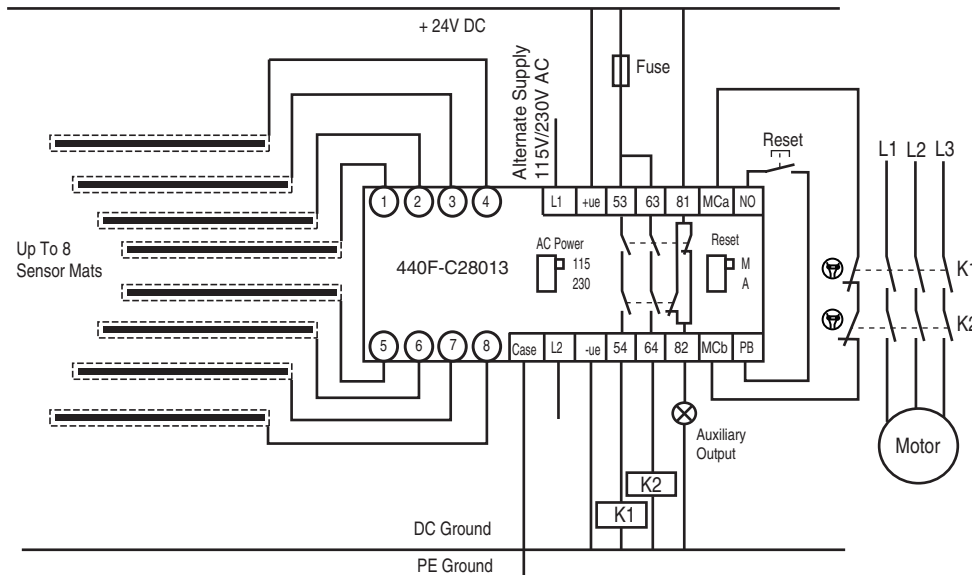 + 24V DC
Alternate Supply
115V/230V AC
Fuse
Reset
L1 L2 L3
1 2 3 4
L1 +ue 53 63 81 MCa NO
Up To 8
Sensor Mats
440F-C28013
AC Power
115
230
Reset
M
A
K1
K2
5 6 7 8
Case L2 -ue 54 64 82 MCb PB
Auxiliary
Output
Motor
K2
K1
DC Ground
PE Ground